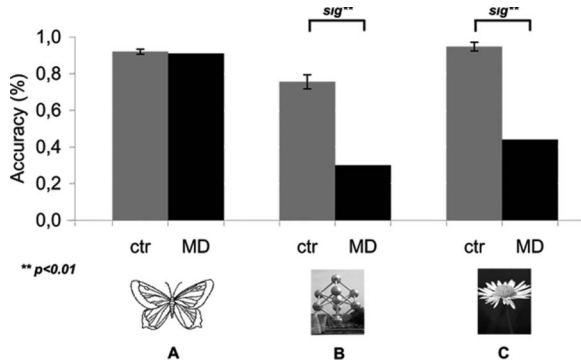 sig** sig**
1,0
0,8
0,6
0,4
0,2
0,0
Accuracy (%)
ctr MD ctr MD ctr MD
** p<0.01
A B C